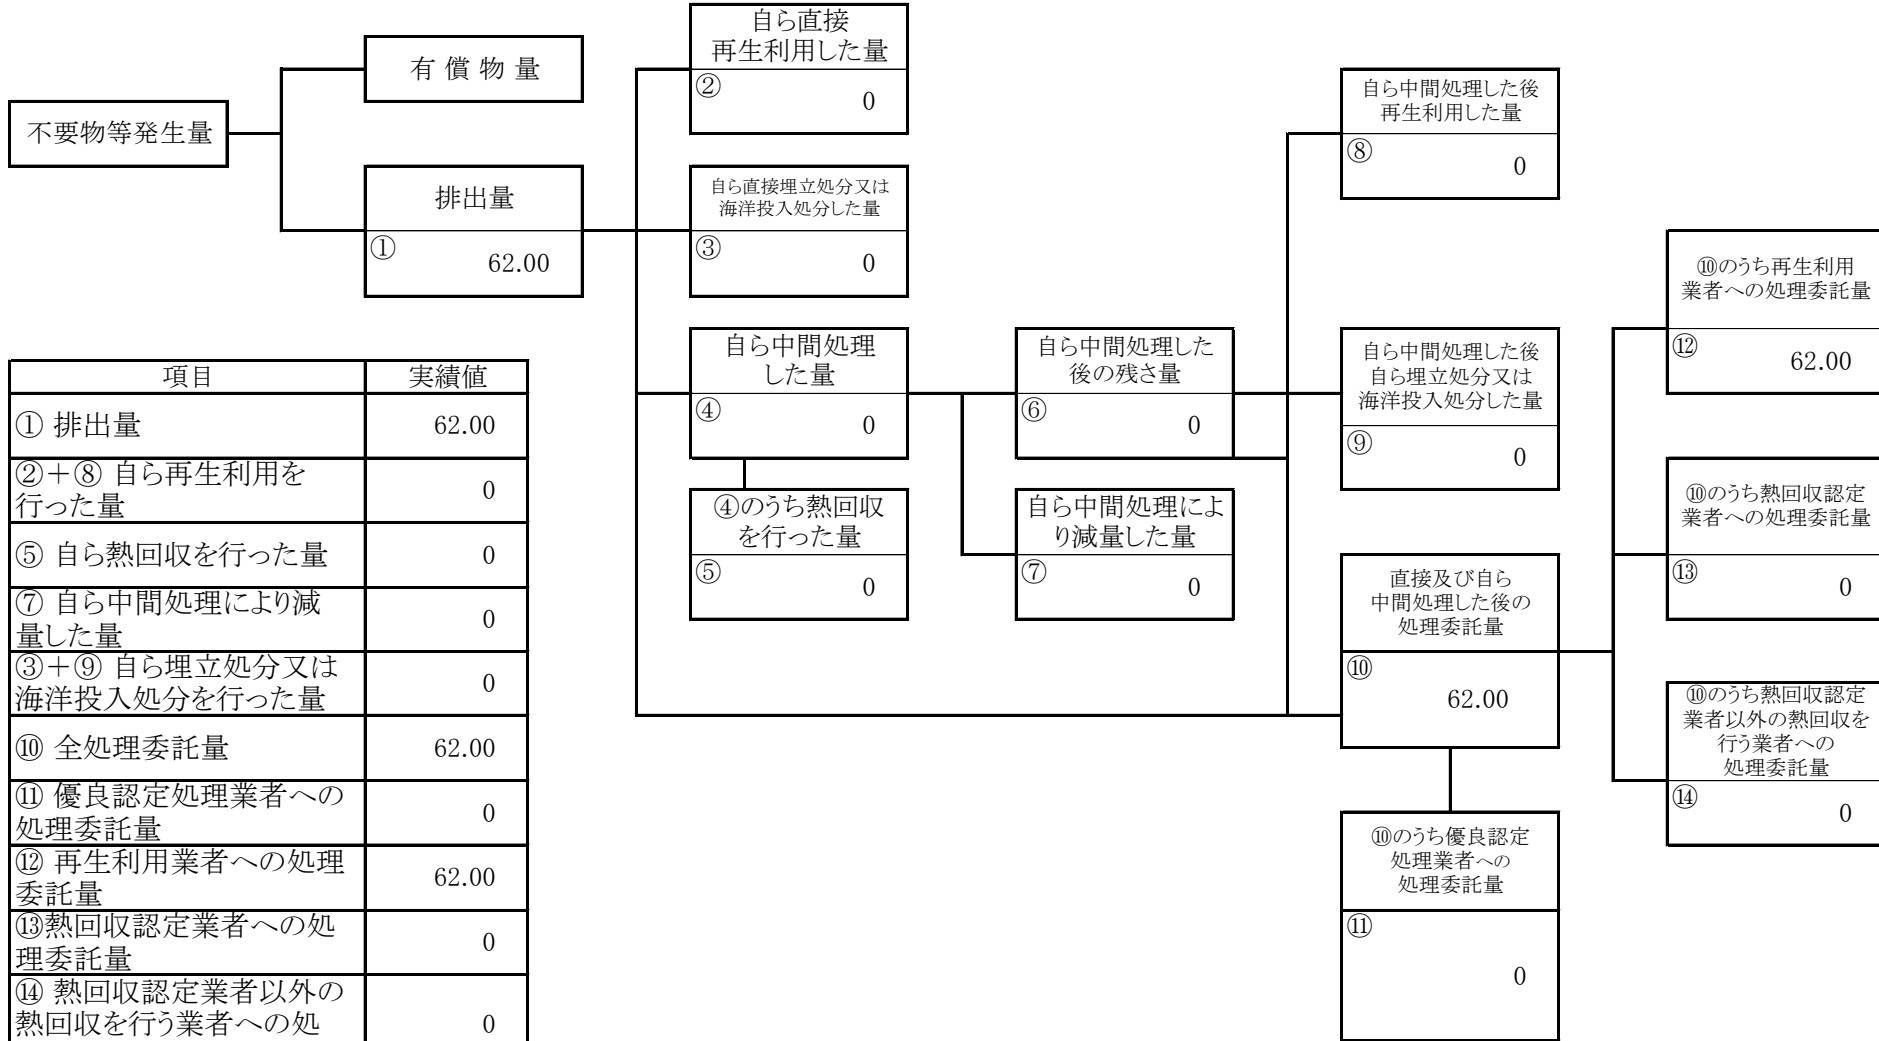 不要物等発生量
有 償 物 量
排出量
①
62.00
自ら直接
再生利用した量
②
0
自ら直接埋立処分又は
海洋投入処分した量
③
0
自ら中間処理
した量
④
0
④のうち熱回収
を行った量
⑤
0
自ら中間処理した
後の残さ量
⑥
0
自ら中間処理によ
り減量した量
⑦
0
自ら中間処理した後
再生利用した量
⑧
0
自ら中間処理した後
自ら埋立処分又は
海洋投入処分した量
⑨
0
直接及び自ら
中間処理した後の
処理委託量
⑩
62.00
⑩のうち優良認定
処理業者への
処理委託量
⑪
0
⑩のうち再生利用
業者への処理委託量
⑫
62.00
⑩のうち熱回収認定
業者への処理委託量
⑬
0
⑩のうち熱回収認定
業者以外の熱回収を
行う業者への
処理委託量
⑭
0
項目 実績値
① 排出量 62.00
②＋⑧ 自ら再生利用を
行った量 0
⑤ 自ら熱回収を行った量 0
⑦ 自ら中間処理により減
量した量 0
③＋⑨ 自ら埋立処分又は
海洋投入処分を行った量 0
⑩ 全処理委託量 62.00
⑪ 優良認定処理業者への
処理委託量 0
⑫ 再生利用業者への処理
委託量 62.00
⑬熱回収認定業者への処
理委託量 0
⑭ 熱回収認定業者以外の
熱回収を行う業者への処 0